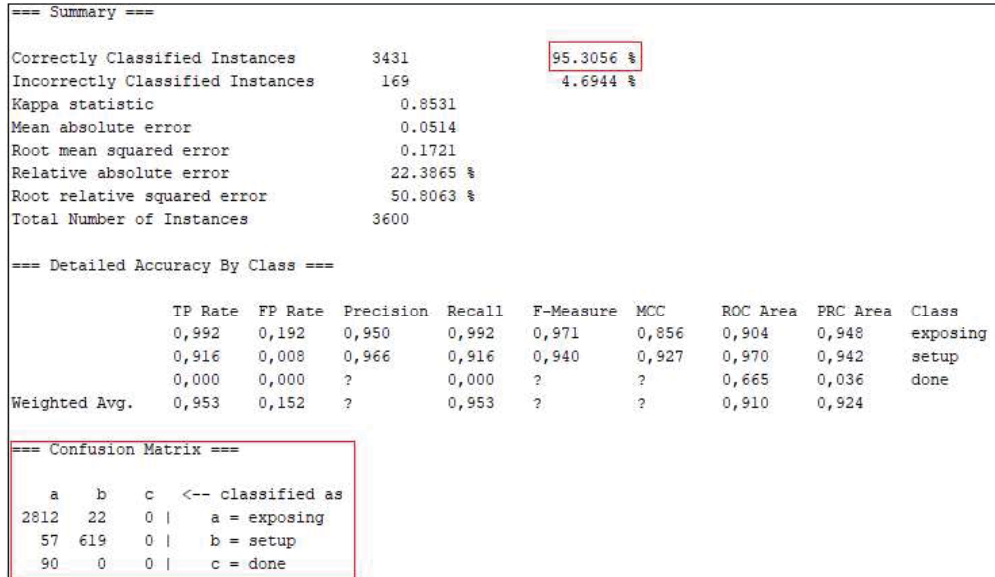 === Summary ===
Correctly Classified Instances 3431 95.3056 %
Incorrectly Classified Instances 169 4.6944 %
Kappa statistic 0.8531
Mean absolute error 0.0514
Root mean squared error 0.1721
Relative absolute error 22.3865 %
Root relative squared error 50.8063 %
Total Number of Instances 3600
=== Detailed Accuracy By Class ===
TP Rate FP Rate Precision Recall F-Measure MCC ROC Area PRC Area Class
0,992 0,192 0,950 0,992 0,971 0,856 0,904 0,948 exposing
0,916 0,008 0,966 0,916 0,940 0,927 0,970 0,942 setup
0,000 0,000 ? 0,000 ? ? 0,665 0,036 done
Weighted Avg. 0,953 0,152 ? 0,953 ? ? 0,910 0,924
=== Confusion Matrix ===
a b c <-- classified as
2812 22 0 | a = exposing
57 619 0 | b = setup
90 0 0 | c = done